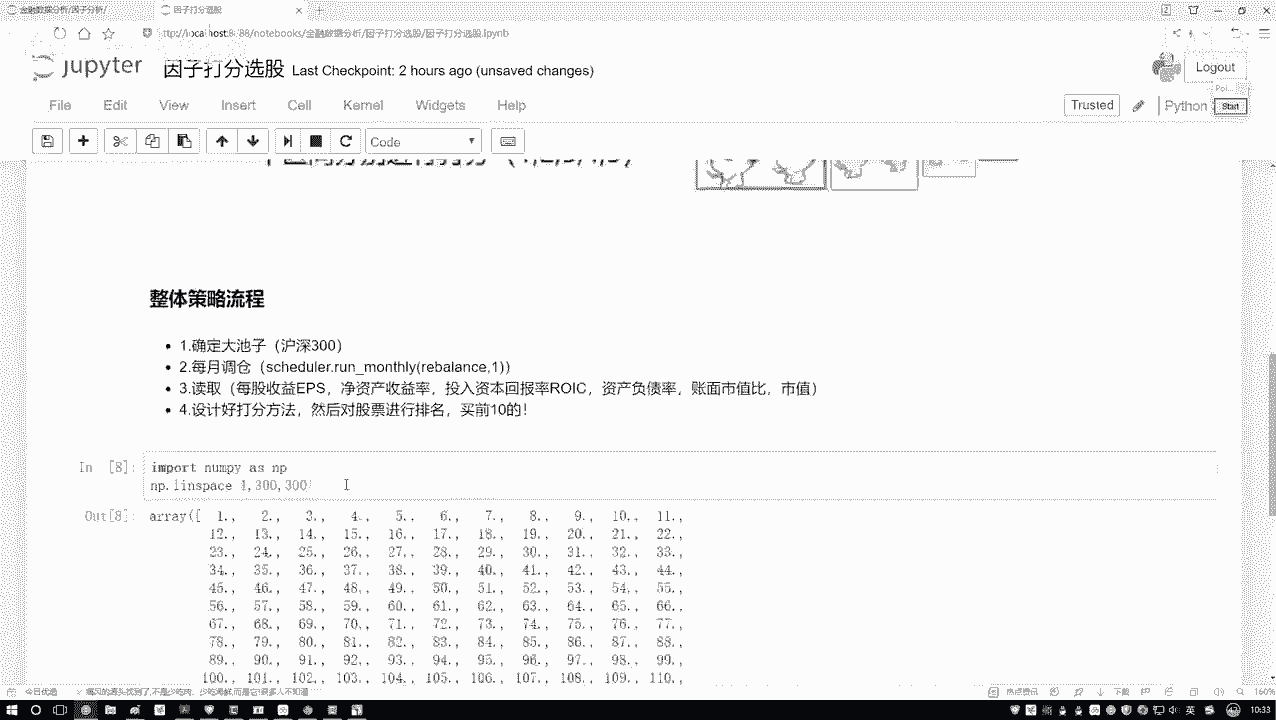 金融数据分析/因子分析/
因子打分选股
localhost:8888/notebooks/金融数据分析/因子打分选股/因子打分选股.ipynb
jupyter 因子打分选股 Last Checkpoint: 2 hours ago (unsaved changes)
Logout
File Edit View Insert Cell Kernel Widgets Help
Trusted
Python
Start
Code
整体策略流程
1.确定大池子（沪深300）
2.每月调仓（scheduler.run_monthly(rebalance,1))
3.读取（每股收益EPS，净资产收益率，投入资本回报率ROIC，资产负债率，账面市值比，市值）
4.设计好打分方法，然后对股票进行排名，买前10的！
In [8]: import numpy as np
np.linspace 1,300,300
Out[8]: array([ 1., 2., 3., 4., 5., 6., 7., 8., 9., 10., 11.,
12., 13., 14., 15., 16., 17., 18., 19., 20., 21., 22.,
23., 24., 25., 26., 27., 28., 29., 30., 31., 32., 33.,
34., 35., 36., 37., 38., 39., 40., 41., 42., 43., 44.,
45., 46., 47., 48., 49., 50., 51., 52., 53., 54., 55.,
56., 57., 58., 59., 60., 61., 62., 63., 64., 65., 66.,
67., 68., 69., 70., 71., 72., 73., 74., 75., 76., 77.,
78., 79., 80., 81., 82., 83., 84., 85., 86., 87., 88.,
89., 90., 91., 92., 93., 94., 95., 96., 97., 98., 99.,
100., 101., 102., 103., 104., 105., 106., 107., 108., 109., 110.,
今日优选
热点资讯
下载
160%
英
10:33